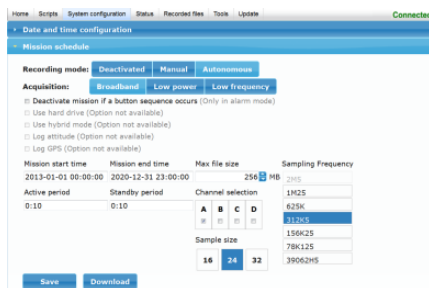 Home Scripts System configuration Status Recorded files Tools Update Connected
Date and time configuration
Mission schedule
Recording mode: Deactivated Manual Autonomous
Acquisition: Broadband Low power Low frequency
Deactivate mission if a button sequence occurs (Only in alarm mode)
Use hard drive (Option not available)
Use hybrid mode (Option not available)
Log attitude (Option not available)
Log GPS (Option not available)
Mission start time Mission end time Max file size Sampling Frequency
2013-01-01 00:00:00 2020-12-31 23:00:00 256 MB 2M5
1M25
Active period Standby period Channel selection
625K
0:10 0:10 A B C D
312K5
156K25
Sample size
78K125
16 24 32
39062H5
Save Download